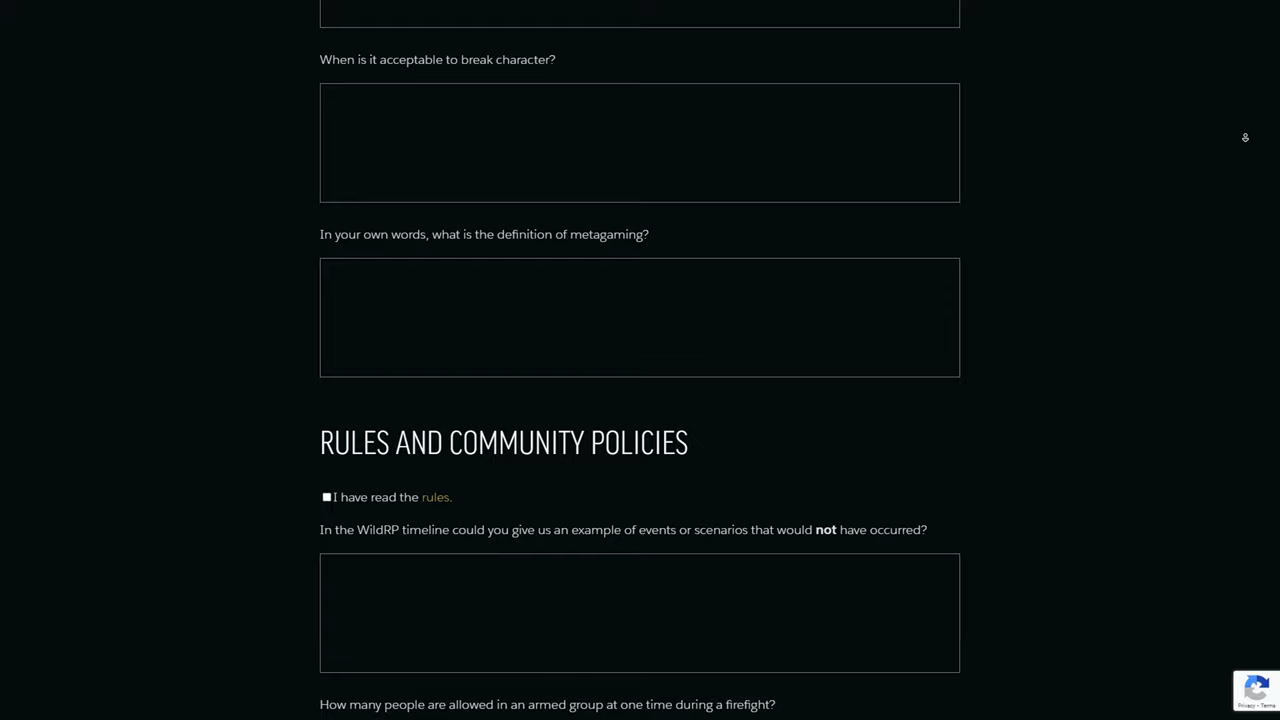 When is it acceptable to break character?
In your own words, what is the definition of metagaming?
RULES AND COMMUNITY POLICIES
I have read the rules.
In the WildRP timeline could you give us an example of events or scenarios that would not have occurred?
How many people are allowed in an armed group at one time during a firefight?
Privacy - Terms